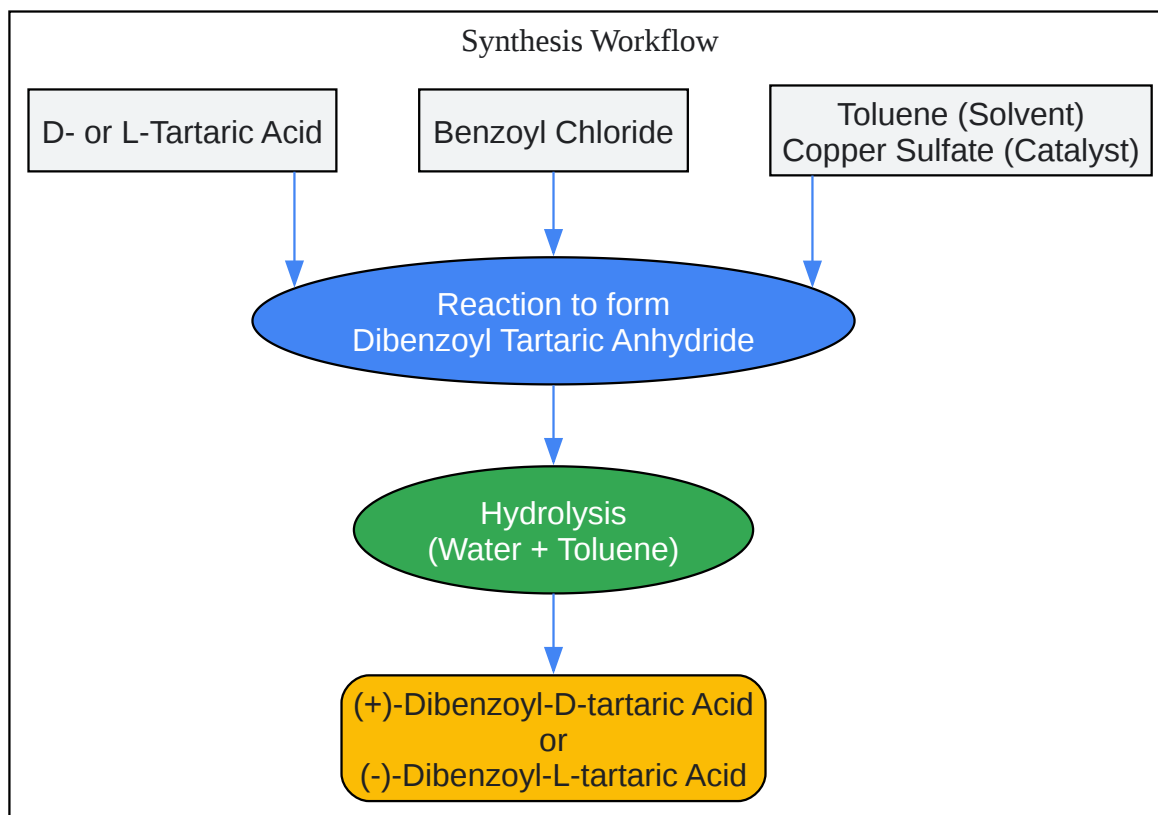 Synthesis Workflow
D- or L-Tartaric Acid
Benzoyl Chloride
Toluene (Solvent)
Copper Sulfate (Catalyst)
Reaction to form
Dibenzoyl Tartaric Anhydride
Hydrolysis
(Water + Toluene)
(+)-Dibenzoyl-D-tartaric Acid
or
(-)-Dibenzoyl-L-tartaric Acid